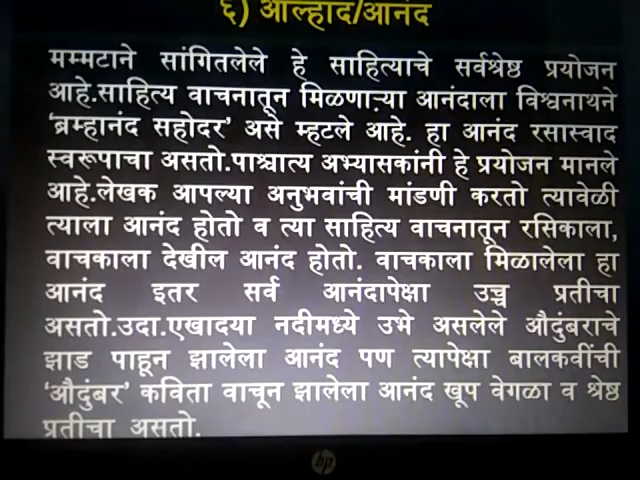 ६) आल्हाद/आनंद
मम्मटाने सांगितलेले हे साहित्याचे सर्वश्रेष्ठ प्रयोजन
आहे.साहित्य वाचनातून मिळणाऱ्या आनंदाला विश्वनाथने
'ब्रम्हानंद सहोदर' असे म्हटले आहे. हा आनंद रसास्वाद
स्वरूपाचा असतो.पाश्चात्य अभ्यासकांनी हे प्रयोजन मानले
आहे.लेखक आपल्या अनुभवांची मांडणी करतो त्यावेळी
त्याला आनंद होतो व त्या साहित्य वाचनातून रसिकाला,
वाचकाला देखील आनंद होतो. वाचकाला मिळालेला हा
आनंद इतर सर्व आनंदापेक्षा उच्च प्रतीचा
असतो.उदा.एखादया नदीमध्ये उभे असलेले औदुंबराचे
झाड पाहून झालेला आनंद पण त्यापेक्षा बालकवींची
'औदुंबर' कविता वाचून झालेला आनंद खूप वेगळा व श्रेष्ठ
प्रतीचा असतो.
hp